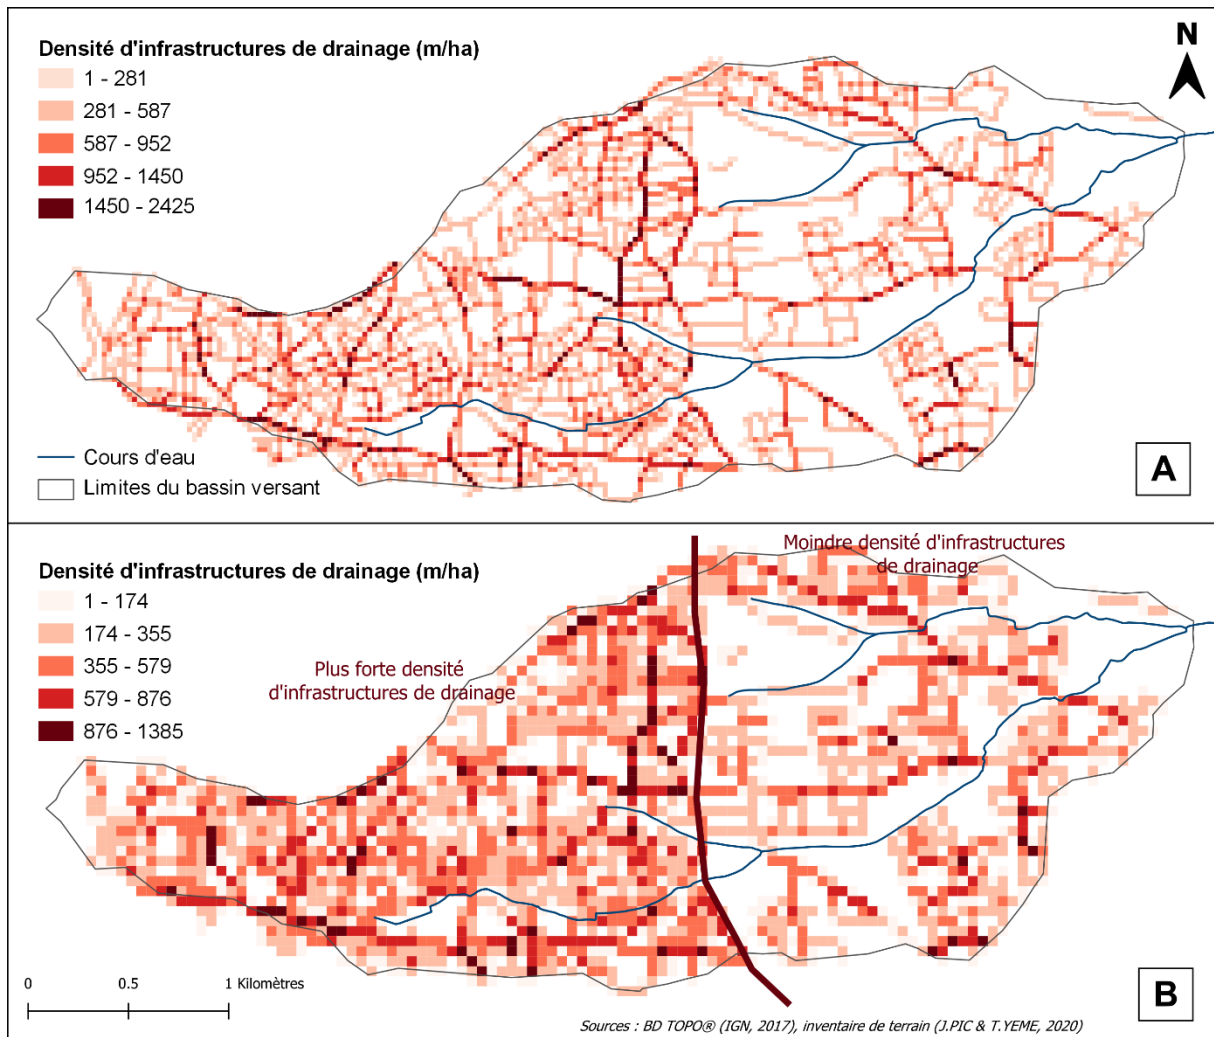 Densité d'infrastructures de drainage (m/ha)
1 - 281
281 - 587
587 - 952
952 - 1450
1450 - 2425
N
Cours d'eau
Limites du bassin versant
A
Densité d'infrastructures de drainage (m/ha)
1 - 174
174 - 355
355 - 579
579 - 876
876 - 1385
Moindre densité d'infrastructures
de drainage
Plus forte densité
d'infrastructures de drainage
0 0.5 1 Kilomètres
B
Sources : BD TOPO® (IGN, 2017), inventaire de terrain (J.PIC & T.YEME, 2020)